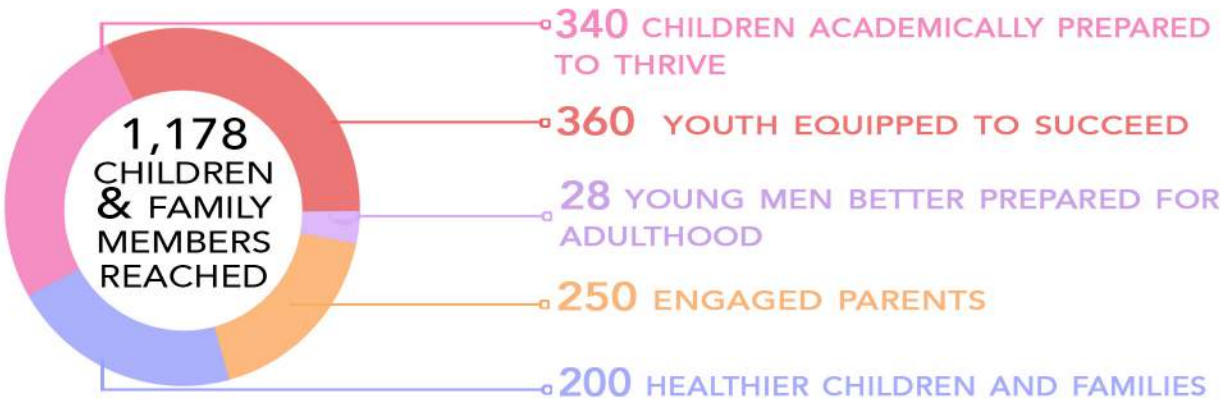 1,178
CHILDREN
& FAMILY
MEMBERS
REACHED
340 CHILDREN ACADEMICALLY PREPARED
TO THRIVE
360 YOUTH EQUIPPED TO SUCCEED
28 YOUNG MEN BETTER PREPARED FOR
ADULTHOOD
250 ENGAGED PARENTS
200 HEALTHIER CHILDREN AND FAMILIES